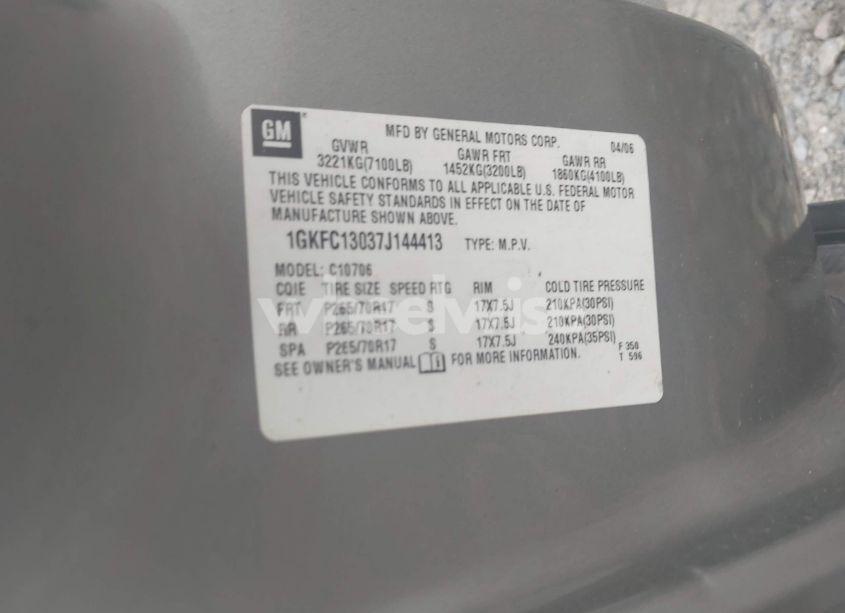 GM
MFD BY GENERAL MOTORS CORP. 04/06
GVWR GAWR FRT GAWR RR
3221KG(7100LB) 1452KG(3200LB) 1860KG(4100LB)
THIS VEHICLE CONFORMS TO ALL APPLICABLE U.S. FEDERAL MOTOR
VEHICLE SAFETY STANDARDS IN EFFECT ON THE DATE OF
MANUFACTURE SHOWN ABOVE.
1GKFC13037J144413 TYPE: M.P.V.
MODEL: C10706
CQIE TIRE SIZE SPEED RTG RIM COLD TIRE PRESSURE
FRT P265/70R17 S 17X7.5J 210KPA(30PSI)
RR P265/70R17 S 17X7.5J 210KPA(30PSI)
SPA P265/70R17 S 17X7.5J 240KPA(35PSI)
SEE OWNER'S MANUAL FOR MORE INFORMATION.
F 350
T 596